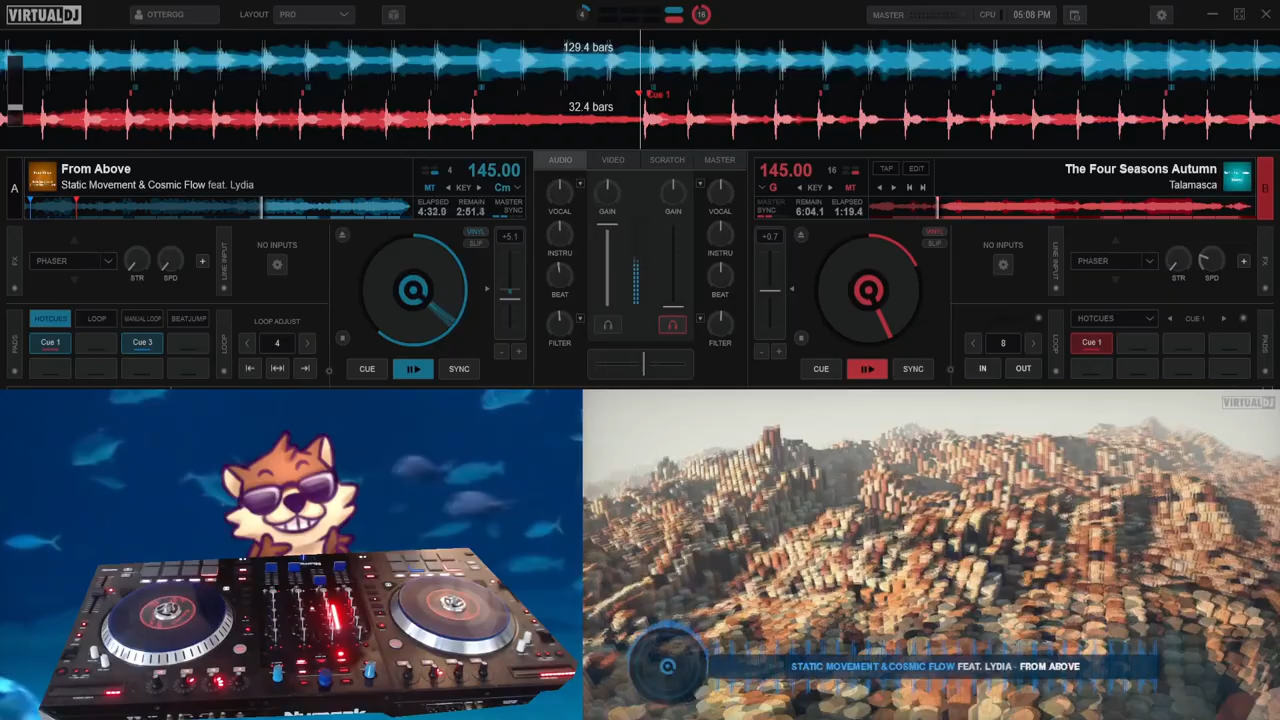 VIRTUALDJ
OTTEROG
LAYOUT PRO
4
16
MASTER
CPU
05:08 PM
129.4 bars
Cue 1
32.4 bars
A
From Above
Static Movement & Cosmic Flow feat. Lydia
4
145.00
MT
KEY
Cm
ELAPSED
4:32.0
REMAIN
2:51.3
MASTER
SYNC
AUDIO
VIDEO
SCRATCH
MASTER
145.00
16
TAP
EDIT
G
KEY
MT
MASTER
SYNC
REMAIN
6:04.1
ELAPSED
1:19.4
The Four Seasons Autumn
Talamasca
B
FX
PHASER
STR
SPD
+
LINE INPUT
NO INPUTS
VINYL
SLIP
+5.1
VOCAL
GAIN
GAIN
VOCAL
INSTRU
INSTRU
BEAT
BEAT
FILTER
FILTER
+0.7
VINYL
SLIP
NO INPUTS
LINE INPUT
PHASER
STR
SPD
+
FX
PADS
HOTCUES
LOOP
MANUAL LOOP
BEATJUMP
Cue 1
Cue 3
LOOP
LOOP ADJUST
4
CUE
SYNC
- +
- +
CUE
SYNC
8
IN
OUT
LOOP
HOTCUES
CUE 1
Cue 1
PADS
VIRTUALDJ
Numark
STATIC MOVEMENT & COSMIC FLOW FEAT. LYDIA - FROM ABOVE